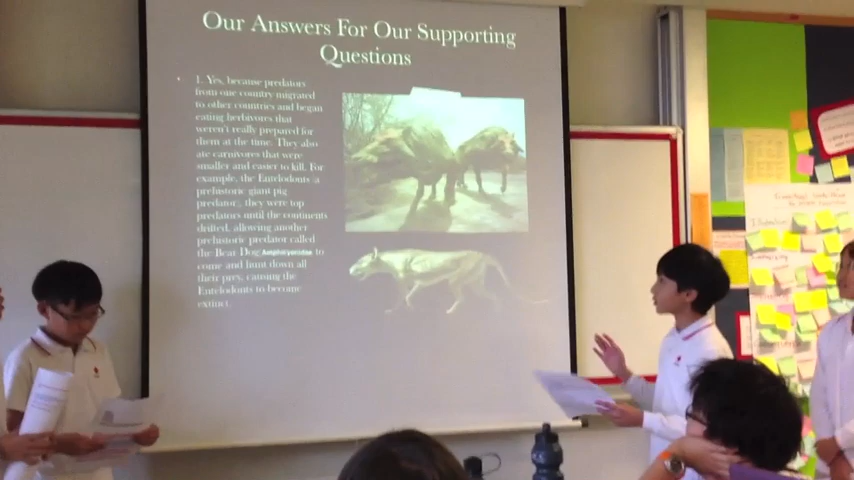 Our Answers For Our Supporting
Questions
1. Yes, because predators
from one country migrated
to other countries and began
eating herbivores that
weren't really prepared for
them at the time. They also
ate carnivores that were
smaller and easier to kill. For
example, the Entelodonts a
prehistoric giant pig
predator, they were top
predators until the continents
drifted, allowing another
prehistoric predator called
the Bear Dog Amphicyonidae to
come and hunt down all
their prey, causing the
Entelodonts to become
extinct.